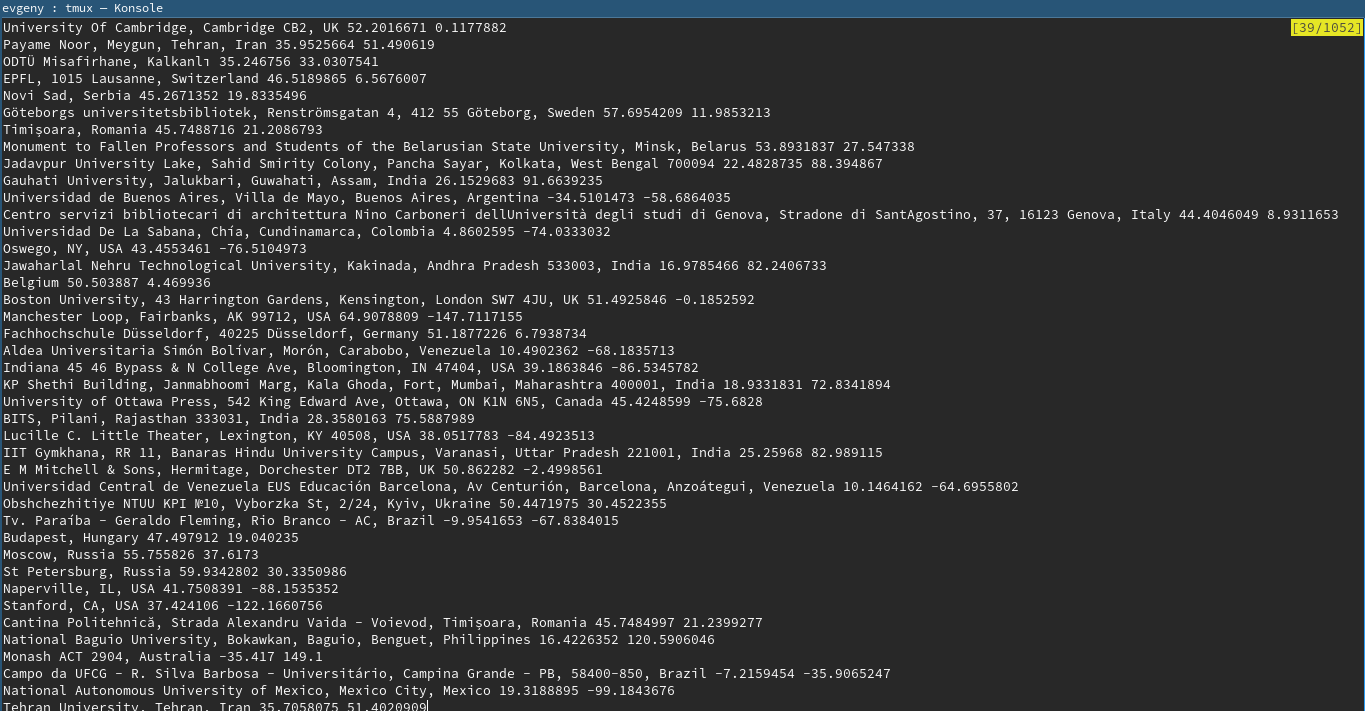 evgeny : tmux — Konsole
University Of Cambridge, Cambridge CB2, UK 52.2016671 0.1177882 [39/1052]
Payame Noor, Meygun, Tehran, Iran 35.9525664 51.490619
ODTÜ Misafirhane, Kalkanlı 35.246756 33.0307541
EPFL, 1015 Lausanne, Switzerland 46.5189865 6.5676007
Novi Sad, Serbia 45.2671352 19.8335496
Göteborgs universitetsbibliotek, Renströmsgatan 4, 412 55 Göteborg, Sweden 57.6954209 11.9853213
Timișoara, Romania 45.7488716 21.2086793
Monument to Fallen Professors and Students of the Belarusian State University, Minsk, Belarus 53.8931837 27.547338
Jadavpur University Lake, Sahid Smirity Colony, Pancha Sayar, Kolkata, West Bengal 700094 22.4828735 88.394867
Gauhati University, Jalukbari, Guwahati, Assam, India 26.1529683 91.6639235
Universidad de Buenos Aires, Villa de Mayo, Buenos Aires, Argentina -34.5101473 -58.6864035
Centro servizi bibliotecari di architettura Nino Carboneri dellUniversità degli studi di Genova, Stradone di SantAgostino, 37, 16123 Genova, Italy 44.4046049 8.9311653
Universidad De La Sabana, Chía, Cundinamarca, Colombia 4.8602595 -74.0333032
Oswego, NY, USA 43.4553461 -76.5104973
Jawaharlal Nehru Technological University, Kakinada, Andhra Pradesh 533003, India 16.9785466 82.2406733
Belgium 50.503887 4.469936
Boston University, 43 Harrington Gardens, Kensington, London SW7 4JU, UK 51.4925846 -0.1852592
Manchester Loop, Fairbanks, AK 99712, USA 64.9078809 -147.7117155
Fachhochschule Düsseldorf, 40225 Düsseldorf, Germany 51.1877226 6.7938734
Aldea Universitaria Simón Bolívar, Morón, Carabobo, Venezuela 10.4902362 -68.1835713
Indiana 45 46 Bypass & N College Ave, Bloomington, IN 47404, USA 39.1863846 -86.5345782
KP Shethi Building, Janmabhoomi Marg, Kala Ghoda, Fort, Mumbai, Maharashtra 400001, India 18.9331831 72.8341894
University of Ottawa Press, 542 King Edward Ave, Ottawa, ON K1N 6N5, Canada 45.4248599 -75.6828
BITS, Pilani, Rajasthan 333031, India 28.3580163 75.5887989
Lucille C. Little Theater, Lexington, KY 40508, USA 38.0517783 -84.4923513
IIT Gymkhana, RR 11, Banaras Hindu University Campus, Varanasi, Uttar Pradesh 221001, India 25.25968 82.989115
E M Mitchell & Sons, Hermitage, Dorchester DT2 7BB, UK 50.862282 -2.4998561
Universidad Central de Venezuela EUS Educación Barcelona, Av Centurión, Barcelona, Anzoátegui, Venezuela 10.1464162 -64.6955802
Obshchezhitiye NTUU KPI №10, Vyborzka St, 2/24, Kyiv, Ukraine 50.4471975 30.4522355
Tv. Paraíba - Geraldo Fleming, Rio Branco - AC, Brazil -9.9541653 -67.8384015
Budapest, Hungary 47.497912 19.040235
Moscow, Russia 55.755826 37.6173
St Petersburg, Russia 59.9342802 30.3350986
Naperville, IL, USA 41.7508391 -88.1535352
Stanford, CA, USA 37.424106 -122.1660756
Cantina Politehnică, Strada Alexandru Vaida - Voievod, Timișoara, Romania 45.7484997 21.2399277
National Baguio University, Bokawkan, Baguio, Benguet, Philippines 16.4226352 120.5906046
Monash ACT 2904, Australia -35.417 149.1
Campo da UFCG - R. Silva Barbosa - Universitário, Campina Grande - PB, 58400-850, Brazil -7.2159454 -35.9065247
National Autonomous University of Mexico, Mexico City, Mexico 19.3188895 -99.1843676
Tehran University, Tehran, Iran 35.7058075 51.4020909